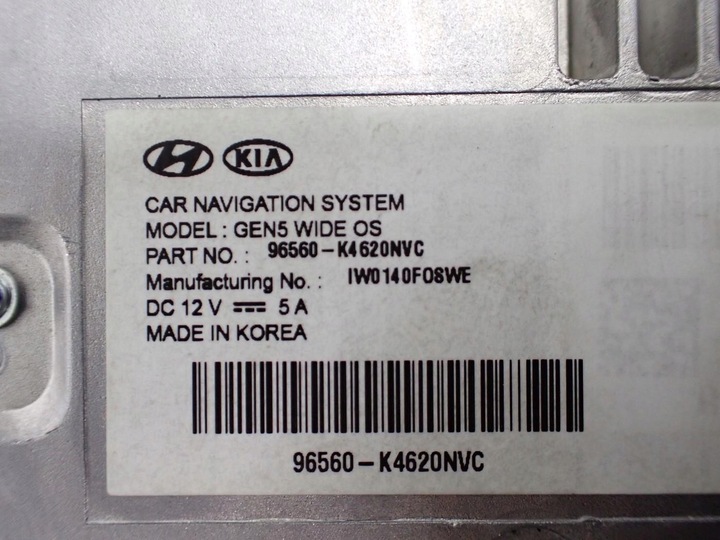 KIA
CAR NAVIGATION SYSTEM
MODEL : GEN5 WIDE OS
PART NO. : 96560-K4620NVC
Manufacturing No. : IW0140FOSWE
DC 12 V ⎓ 5 A
MADE IN KOREA
96560-K4620NVC